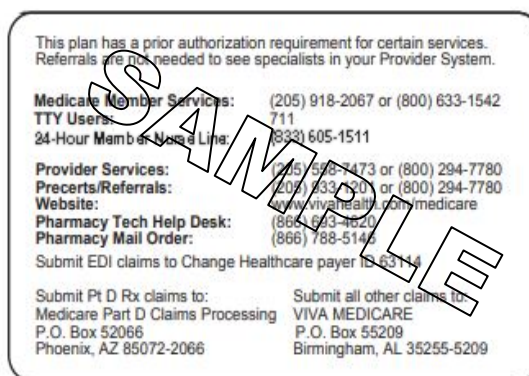 This plan has a prior authorization requirement for certain services.
Referrals are not needed to see specialists in your Provider System.
Medicare Member Services: (205) 918-2067 or (800) 633-1542
TTY Users: 711
24-Hour Member Nurse Line: (833) 605-1511
Provider Services: (205) 558-7473 or (800) 294-7780
Precerts/Referrals: (205) 933-1201 or (800) 294-7780
Website: www.vivahealth.com/medicare
Pharmacy Tech Help Desk: (866) 693-4620
Pharmacy Mail Order: (866) 788-5146
Submit EDI claims to Change Healthcare payer ID 63114
Submit Pt D Rx claims to:
Medicare Part D Claims Processing
P.O. Box 52066
Phoenix, AZ 85072-2066
Submit all other claims to:
VIVA MEDICARE
P.O. Box 55209
Birmingham, AL 35255-5209
SAMPLE